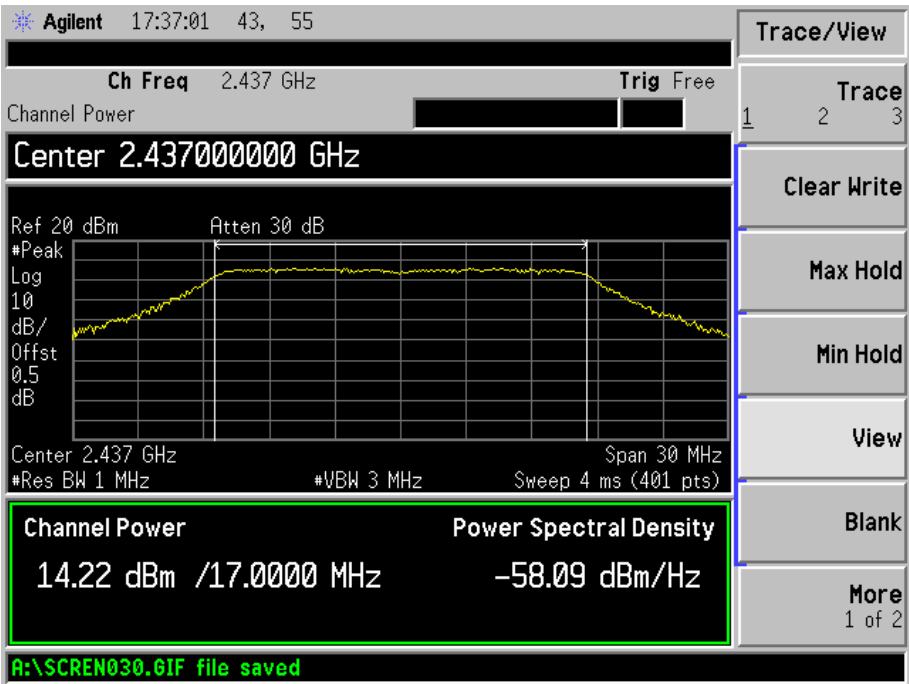 Agilent 17:37:01 43, 55
Trace/View
Ch Freq 2.437 GHz Trig Free
Channel Power
Trace
1 2 3
Center 2.437000000 GHz
Clear Write
Ref 20 dBm Atten 30 dB
#Peak
Log
10
dB/
Offst
0.5
dB
Max Hold
Min Hold
Center 2.437 GHz Span 30 MHz
#Res BW 1 MHz #VBW 3 MHz Sweep 4 ms (401 pts)
View
Channel Power Power Spectral Density
14.22 dBm /17.0000 MHz -58.09 dBm/Hz
Blank
More
1 of 2
A:\SCREN030.GIF file saved